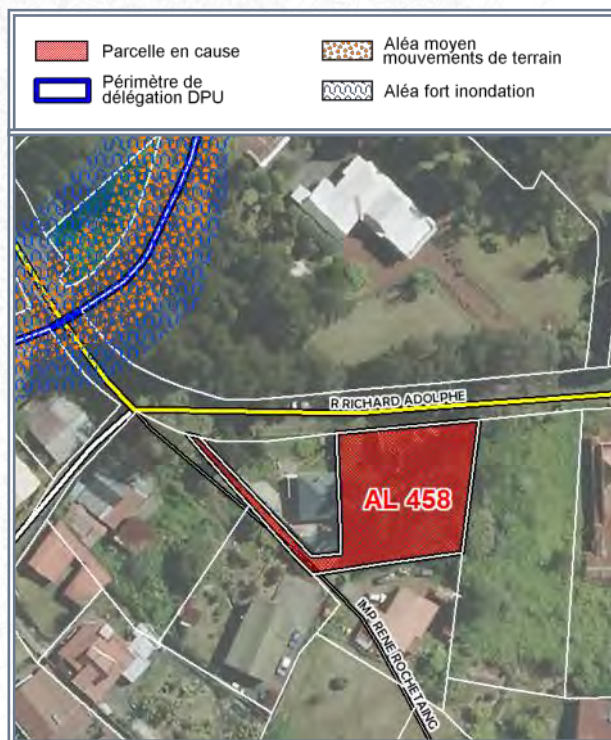 Parcelle en cause
Périmètre de
délégation DPU
Aléa moyen
mouvements de terrain
Aléa fort inondation
R RICHARD ADOLPHE
AL 458
IMP RENE ROCHETAING